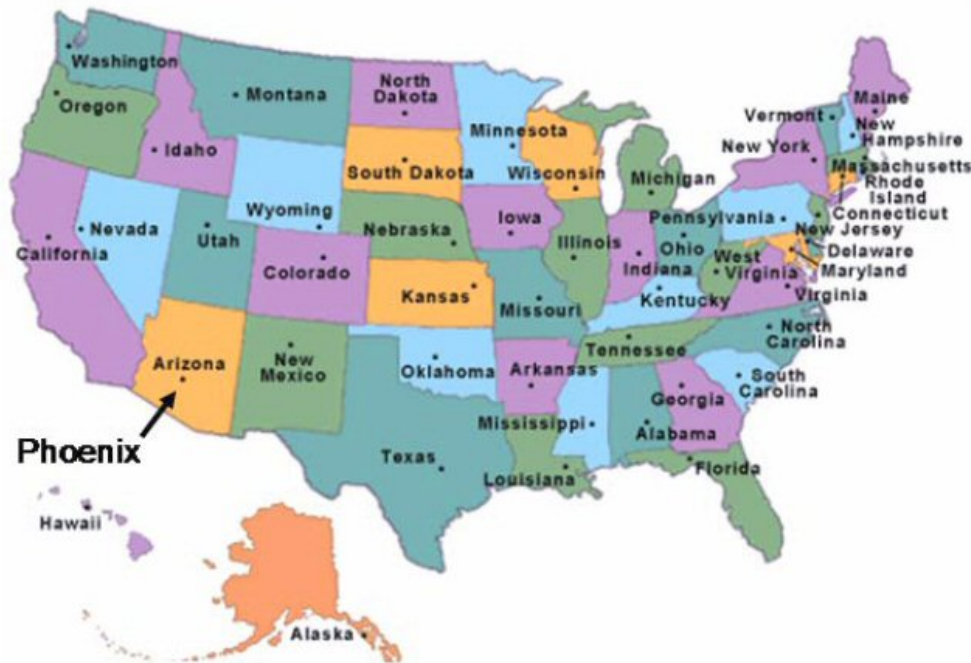 Washington
Montana
North
Dakota
Minnesota
Oregon
Idaho
South Dakota
Wisconsin
Michigan
Vermont
Maine
New
Hampshire
New York
Massachusetts
Rhode
Island
Connecticut
New Jersey
Delaware
Maryland
Wyoming
Nevada
Utah
California
Nebraska
Iowa
Illinois
Indiana
Ohio
Pennsylvania
West
Virginia
Virginia
Colorado
Kansas
Missouri
Kentucky
North
Carolina
Tennessee
South
Carolina
Arizona
New
Mexico
Oklahoma
Arkansas
Georgia
Mississippi
Alabama
Phoenix
Texas
Louisiana
Florida
Hawaii
Alaska